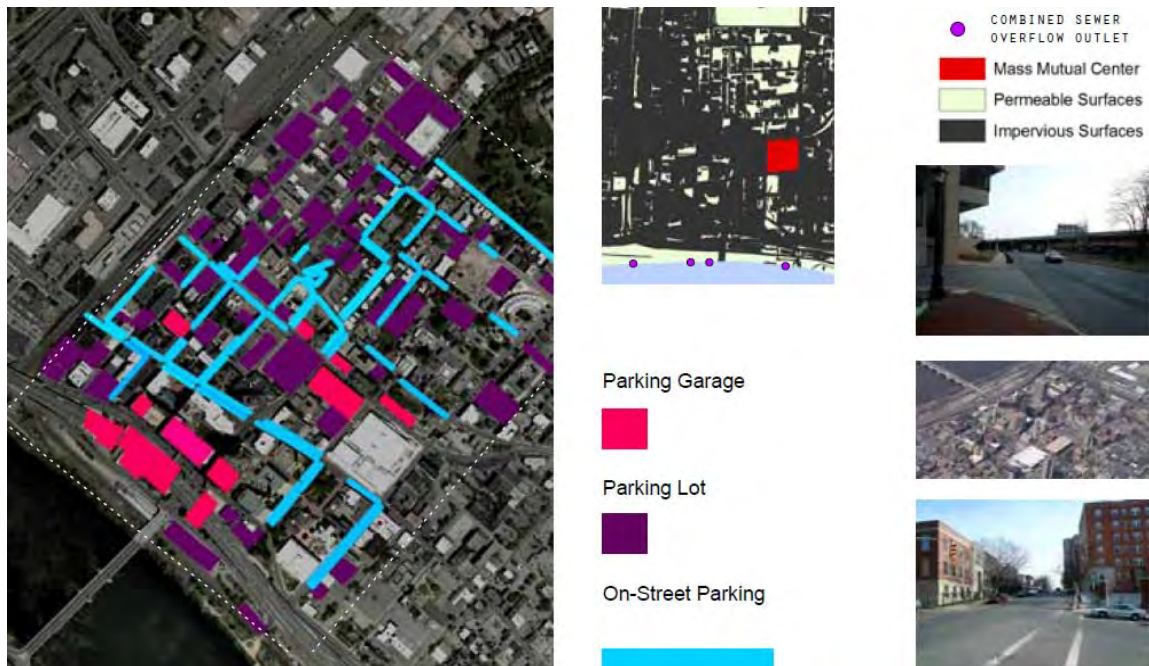 COMBINED SEWER
OVERFLOW OUTLET
Mass Mutual Center
Permeable Surfaces
Impervious Surfaces
Parking Garage
Parking Lot
On-Street Parking